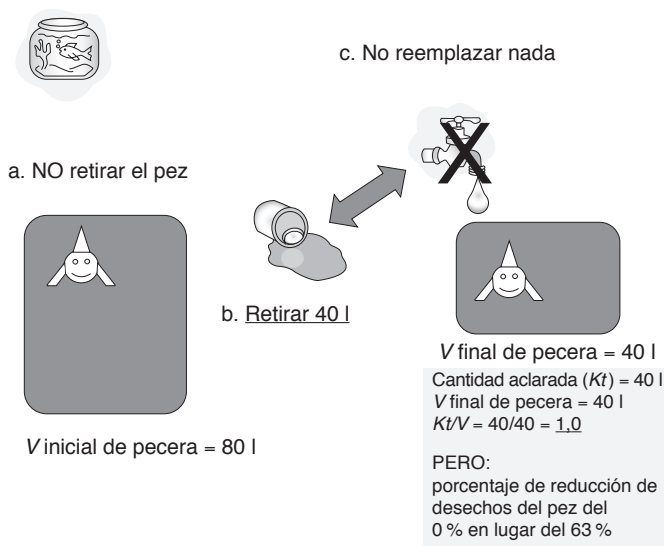 c. No reemplazar nada
a. NO retirar el pez
b. Retirar 40 l
V inicial de pecera = 80 l
V final de pecera = 40 l
Cantidad aclarada (Kt) = 40 l
V final de pecera = 40 l
Kt/V = 40/40 = 1,0
PERO:
porcentaje de reducción de
desechos del pez del
0 % en lugar del 63 %